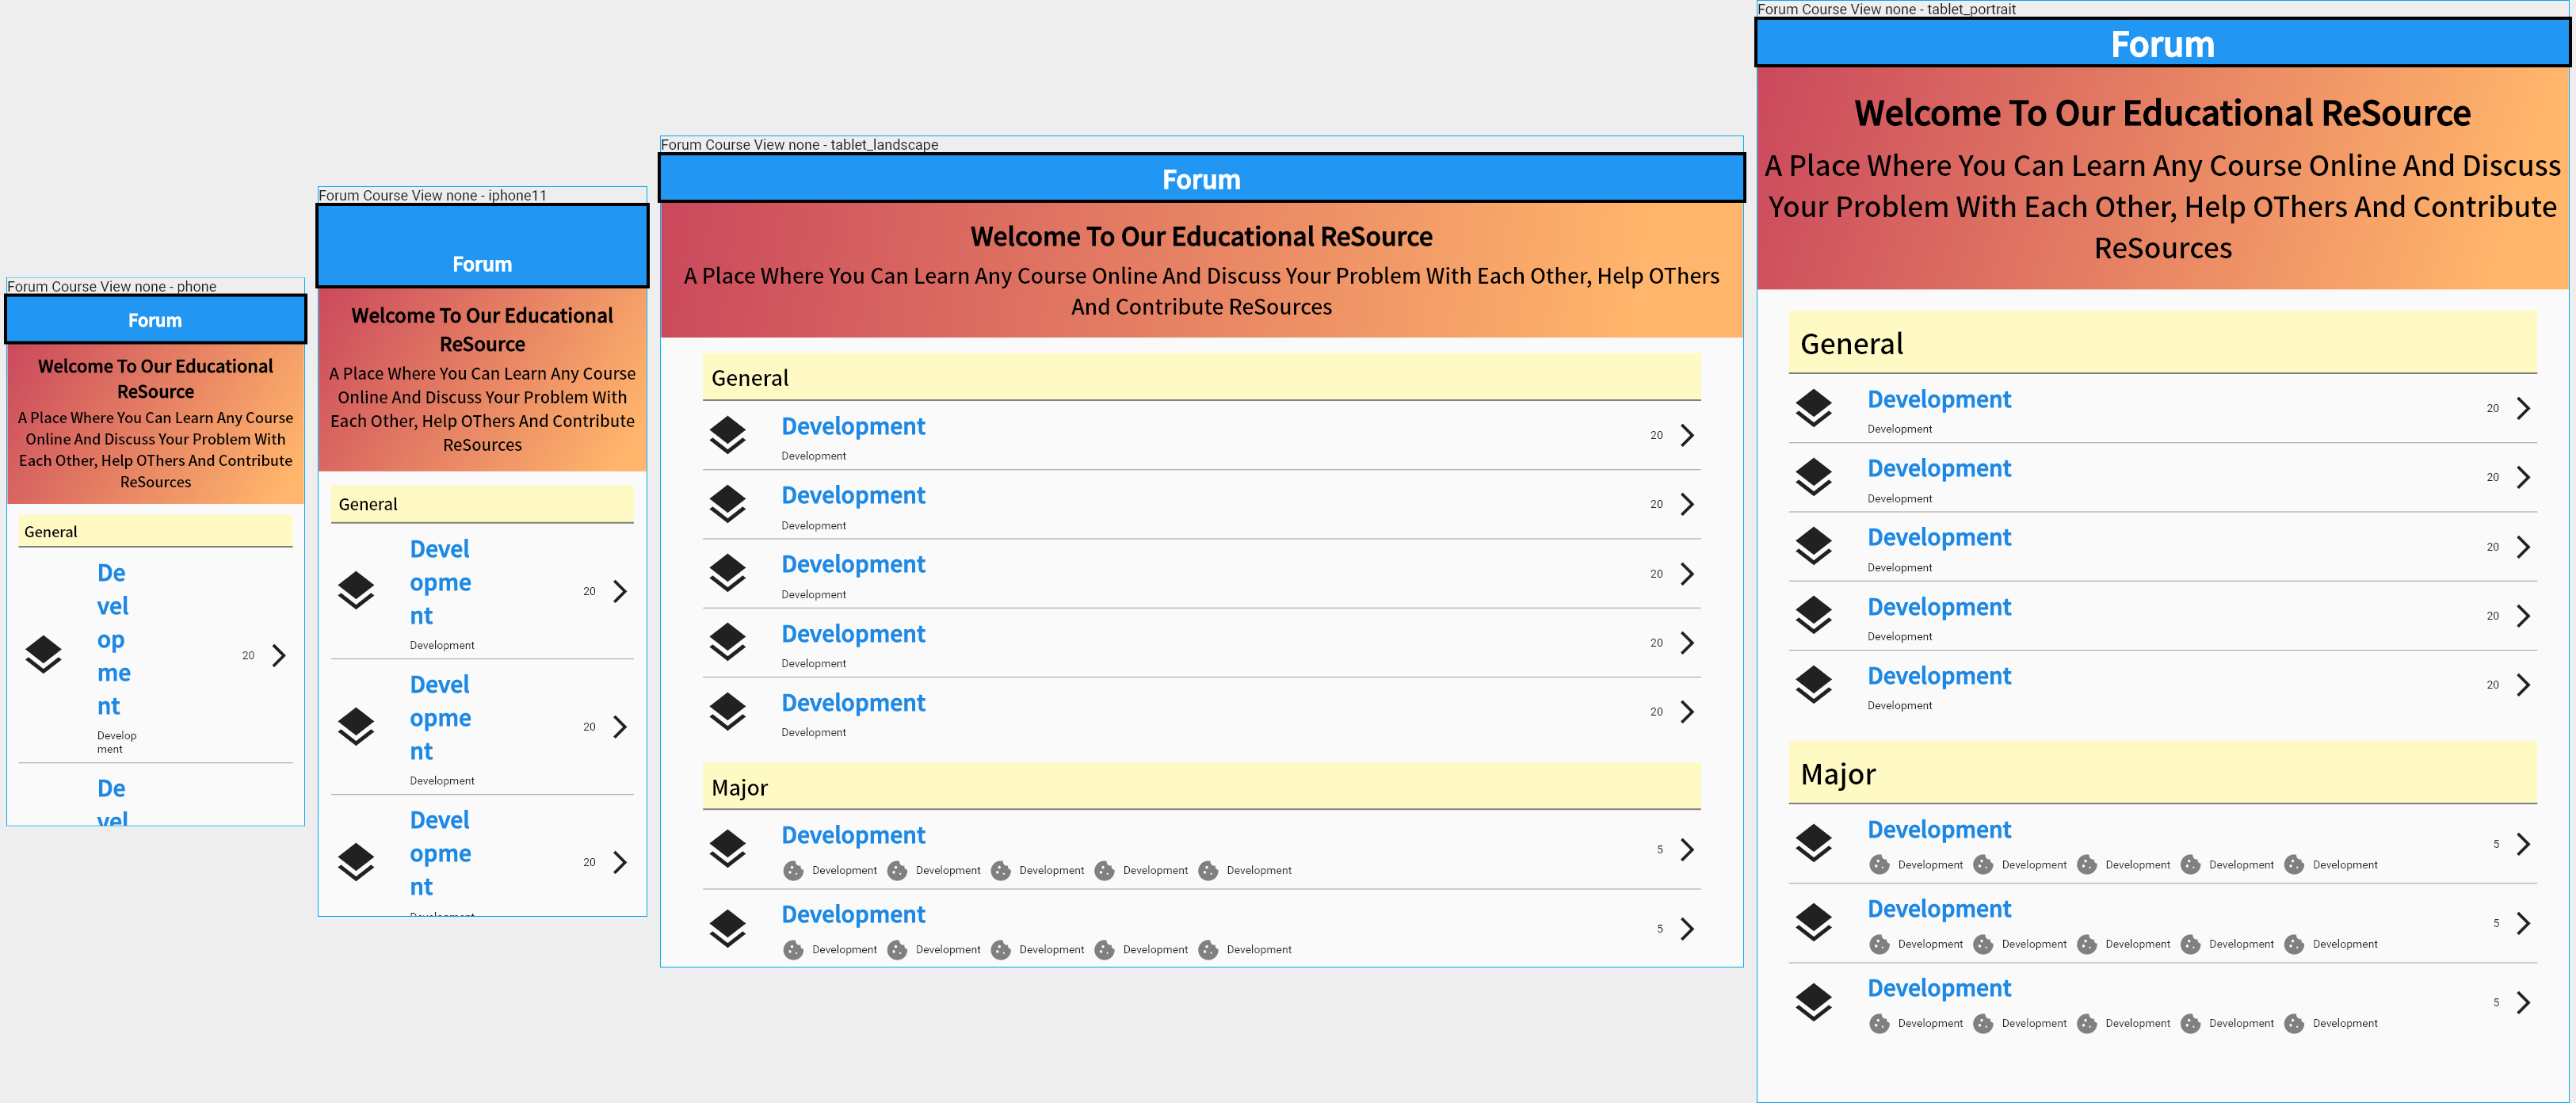 Forum Course View none - phone
Forum
Welcome To Our Educational
ReSource
A Place Where You Can Learn Any Course
Online And Discuss Your Problem With
Each Other, Help OThers And Contribute
ReSources
General
De
vel
op
me
nt
Develop
ment
20
De
vel
Forum Course View none - iphone11
Forum
Welcome To Our Educational
ReSource
A Place Where You Can Learn Any Course
Online And Discuss Your Problem With
Each Other, Help OThers And Contribute
ReSources
General
Devel
opme
nt
Development
20
Devel
opme
nt
Development
20
Devel
opme
nt
Development
20
Forum Course View none - tablet_landscape
Forum
Welcome To Our Educational ReSource
A Place Where You Can Learn Any Course Online And Discuss Your Problem With Each Other, Help OThers
And Contribute ReSources
General
Development
Development
20
Development
Development
20
Development
Development
20
Development
Development
20
Development
Development
20
Major
Development
Development Development Development Development Development
5
Development
Development Development Development Development Development
5
Forum Course View none - tablet_portrait
Forum
Welcome To Our Educational ReSource
A Place Where You Can Learn Any Course Online And Discuss
Your Problem With Each Other, Help OThers And Contribute
ReSources
General
Development
Development
20
Development
Development
20
Development
Development
20
Development
Development
20
Development
Development
20
Major
Development
Development Development Development Development Development
5
Development
Development Development Development Development Development
5
Development
Development Development Development Development Development
5